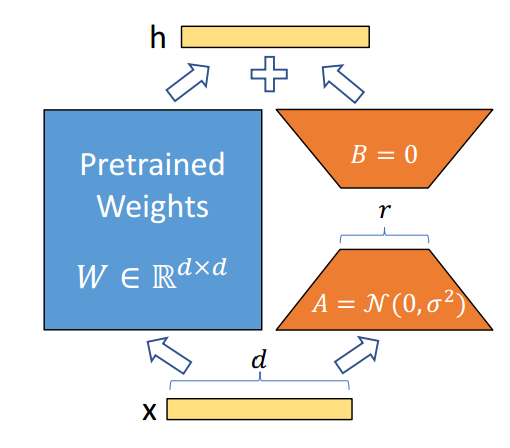 h
Pretrained
Weights
W ∈ ℝ^{d×d}
B = 0
r
A = 𝒩(0, σ²)
d
x